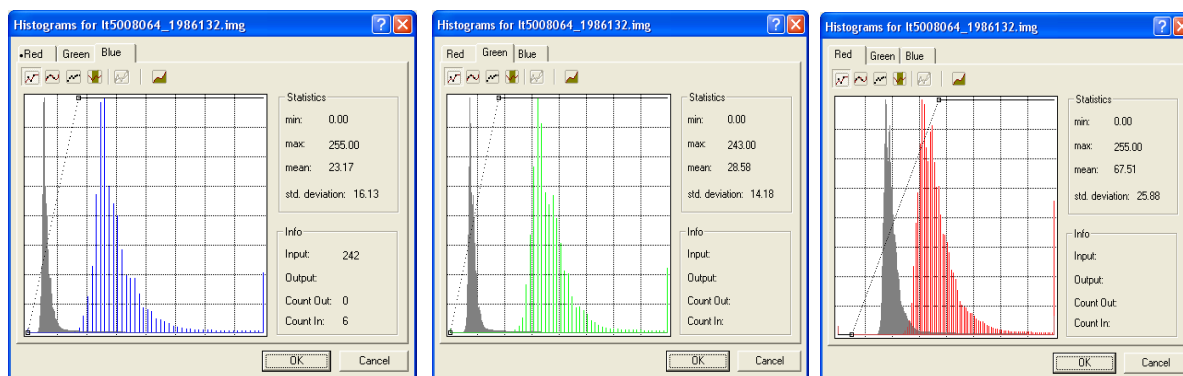 Histograms for lt5008064_1986132.img
Red Green Blue
Statistics
min: 0.00
max: 255.00
mean: 23.17
std. deviation: 16.13
Info
Input: 242
Output:
Count Out: 0
Count In: 6
OK Cancel
Histograms for lt5008064_1986132.img
Red Green Blue
Statistics
min: 0.00
max: 243.00
mean: 28.58
std. deviation: 14.18
Info
Input:
Output:
Count Out:
Count In:
OK Cancel
Histograms for lt5008064_1986132.img
Red Green Blue
Statistics
min: 0.00
max: 255.00
mean: 67.51
std. deviation: 25.88
Info
Input:
Output:
Count Out:
Count In:
OK Cancel